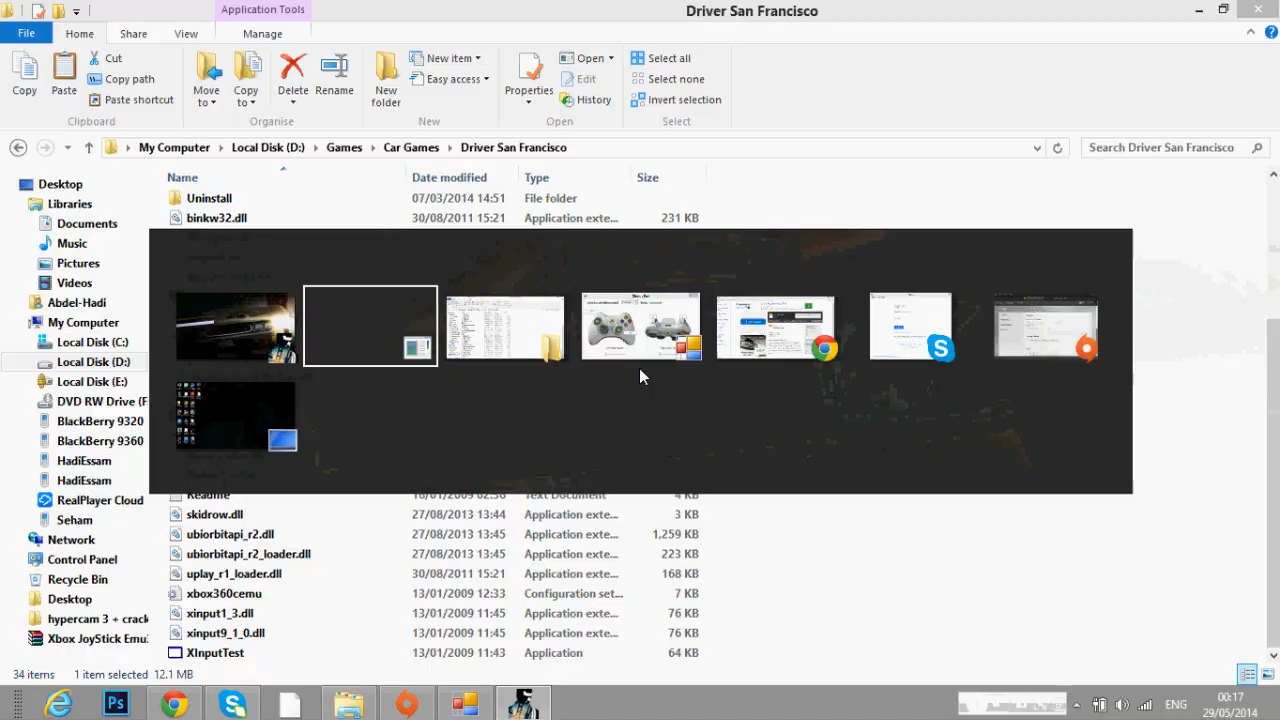 Application Tools
Driver San Francisco
File Home Share View Manage
Copy
Paste
Cut
Copy path
Paste shortcut
Clipboard
Move to
Copy to
Delete
Rename
Organise
New folder
New item
Easy access
New
Properties
Open
Edit
History
Open
Select all
Select none
Invert selection
Select
My Computer Local Disk (D:) Games Car Games Driver San Francisco
Search Driver San Francisco
Name Date modified Type Size
Uninstall 07/03/2014 14:51 File folder
binkw32.dll 30/08/2011 15:21 Application exte... 231 KB
Readme 16/01/2009 02:56 Text Document 4 KB
skidrow.dll 27/08/2013 13:44 Application exte... 3 KB
ubiorbitapi_r2.dll 27/08/2013 13:45 Application exte... 1,259 KB
ubiorbitapi_r2_loader.dll 27/08/2013 13:45 Application exte... 223 KB
uplay_r1_loader.dll 30/08/2011 15:21 Application exte... 168 KB
xbox360cemu 13/01/2009 12:33 Configuration set... 7 KB
xinput1_3.dll 13/01/2009 11:45 Application exte... 76 KB
xinput9_1_0.dll 13/01/2009 11:45 Application exte... 76 KB
XInputTest 13/01/2009 11:43 Application 64 KB
Desktop
Libraries
Documents
Music
Pictures
Videos
Abdel-Hadi
My Computer
Local Disk (C:)
Local Disk (D:)
Local Disk (E:)
DVD RW Drive (F
BlackBerry 9320
BlackBerry 9360
HadiEssam
HadiEssam
RealPlayer Cloud
Seham
Network
Control Panel
Recycle Bin
Desktop
hypercam 3 + crack
Xbox JoyStick Emu
34 items 1 item selected 12.1 MB
Ps
ENG
00:17
29/05/2014